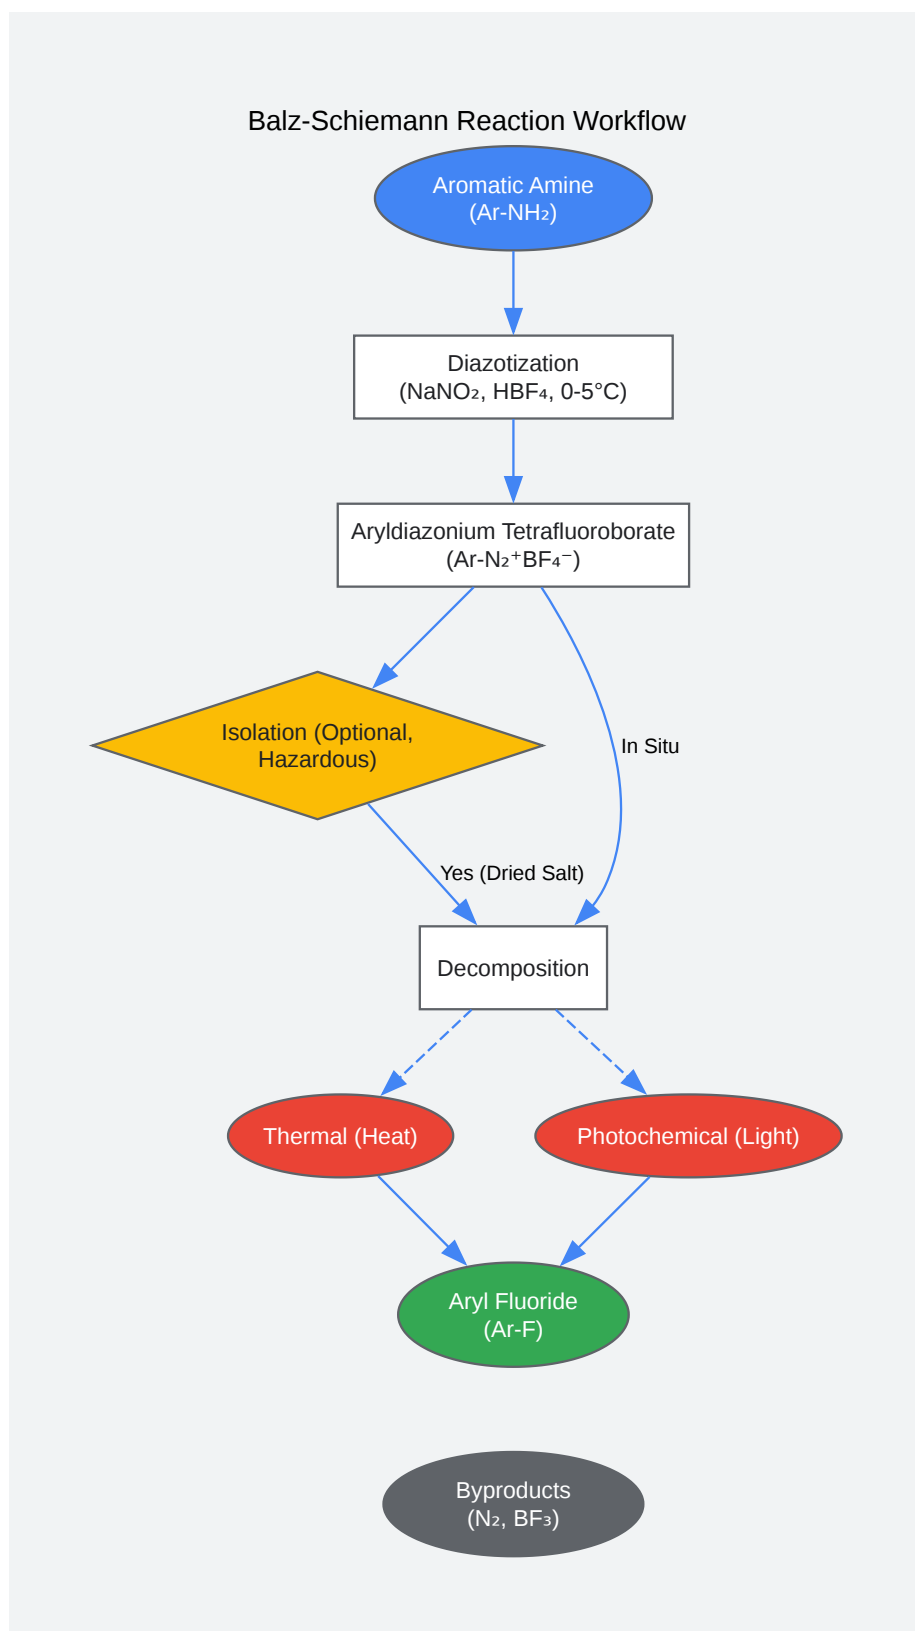 Balz-Schiemann Reaction Workflow
Aromatic Amine
(Ar-NH₂)
Diazotization
(NaNO₂, HBF₄, 0-5°C)
Aryldiazonium Tetrafluoroborate
(Ar-N₂⁺BF₄⁻)
Isolation (Optional,
Hazardous)
In Situ
Yes (Dried Salt)
Decomposition
Thermal (Heat)
Photochemical (Light)
Aryl Fluoride
(Ar-F)
Byproducts
(N₂, BF₃)